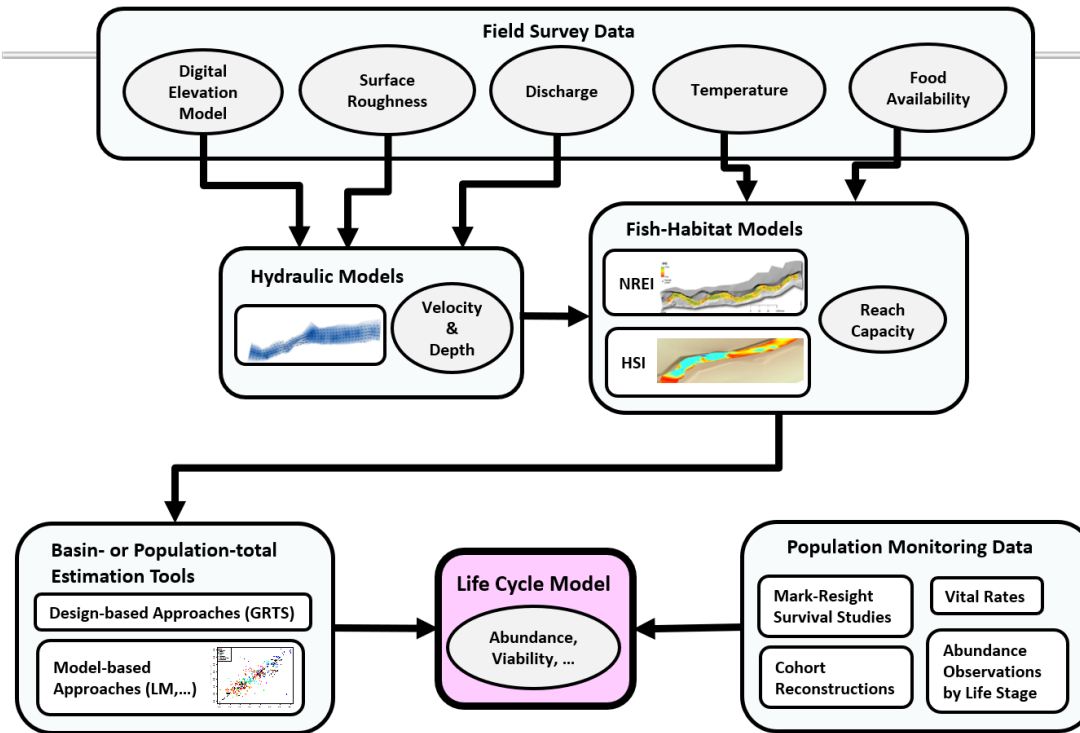 Field Survey Data
Digital
Elevation
Model
Surface
Roughness
Discharge
Temperature
Food
Availability
Hydraulic Models
Velocity
&
Depth
Fish-Habitat Models
NREI
HSI
Reach
Capacity
Basin- or Population-total
Estimation Tools
Design-based Approaches (GRTS)
Model-based
Approaches (LM,...)
Life Cycle Model
Abundance,
Viability, ...
Population Monitoring Data
Mark-Resight
Survival Studies
Vital Rates
Cohort
Reconstructions
Abundance
Observations
by Life Stage